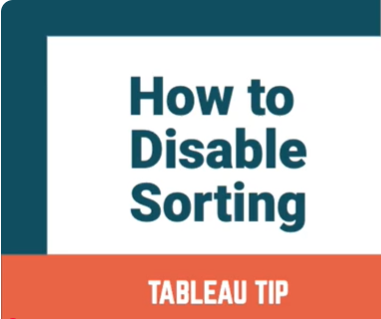 How to
Disable
Sorting
TABLEAU TIP